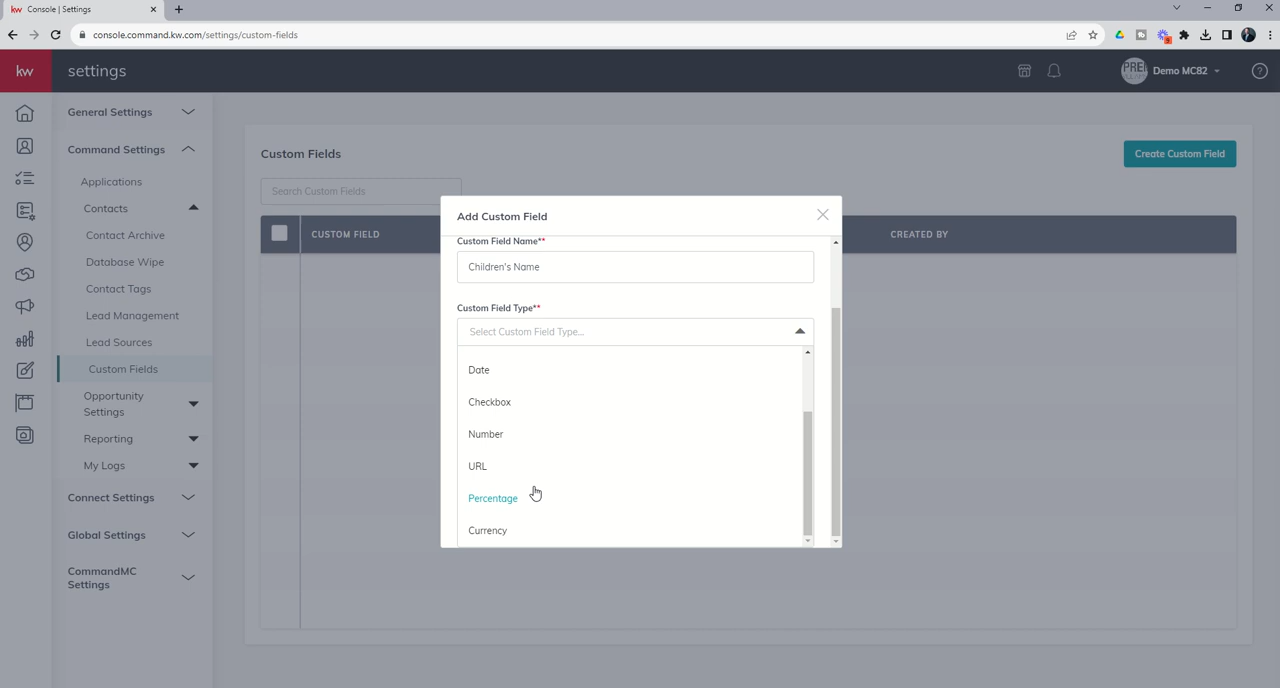 kw Console | Settings
console.command.kw.com/settings/custom-fields
9
kw settings
PREI
Demo MC82
?
General Settings
Command Settings
Applications
Contacts
Contact Archive
Database Wipe
Contact Tags
Lead Management
Lead Sources
Custom Fields
Opportunity
Settings
Reporting
My Logs
Connect Settings
Global Settings
CommandMC
Settings
Custom Fields
Create Custom Field
Search Custom Fields
CUSTOM FIELD
CREATED BY
Add Custom Field
Custom Field Name**
Children's Name
Custom Field Type**
Select Custom Field Type...
Date
Checkbox
Number
URL
Percentage
Currency